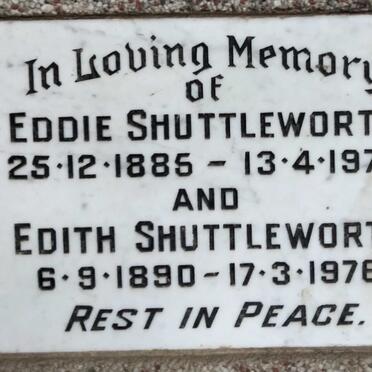 In Loving Memory
OF
EDDIE SHUTTLEWORT
25·12·1885 – 13·4·197
AND
EDITH SHUTTLEWORT
6·9·1890 – 17·3·1976
REST IN PEACE.